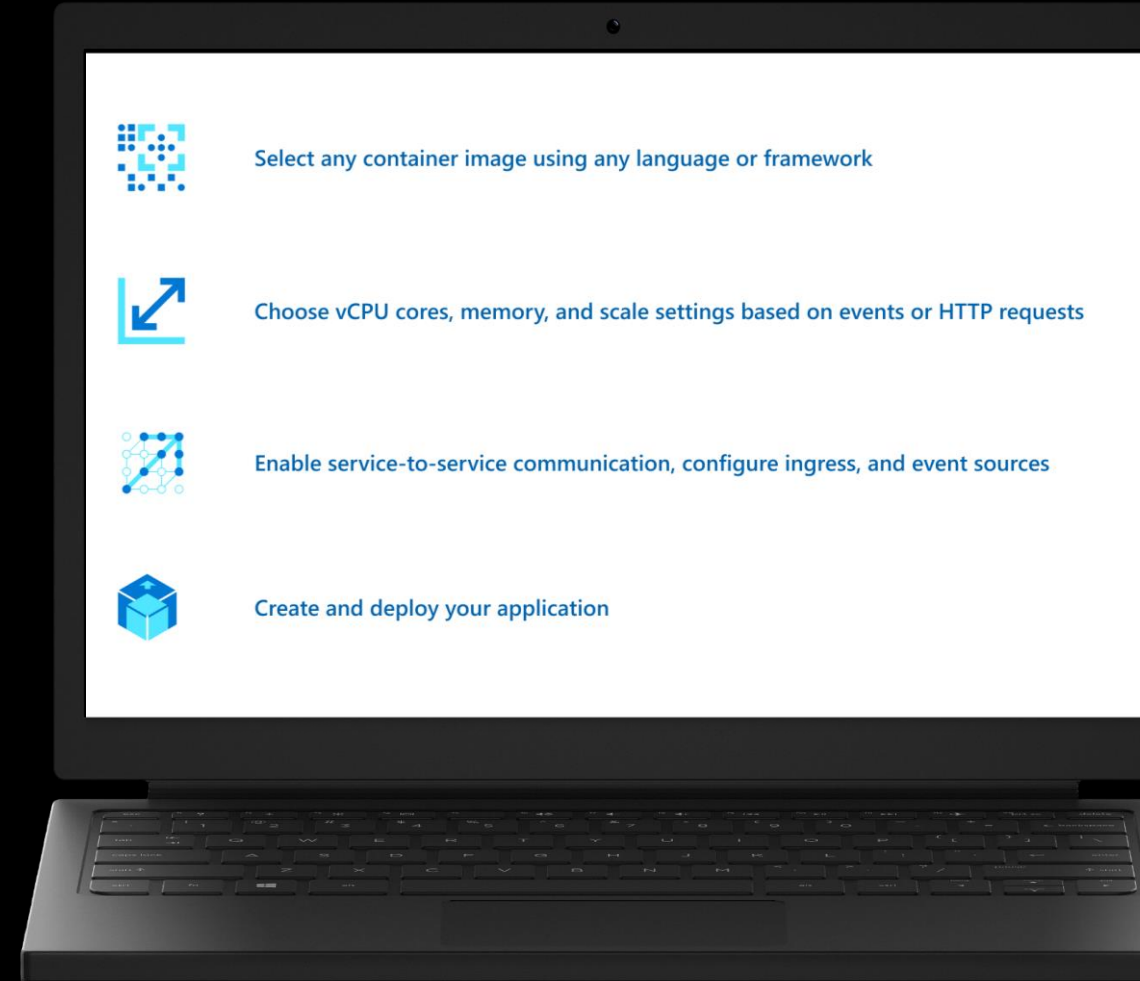 Select any container image using any language or framework
Choose vCPU cores, memory, and scale settings based on events or HTTP requests
Enable service-to-service communication, configure ingress, and event sources
Create and deploy your application